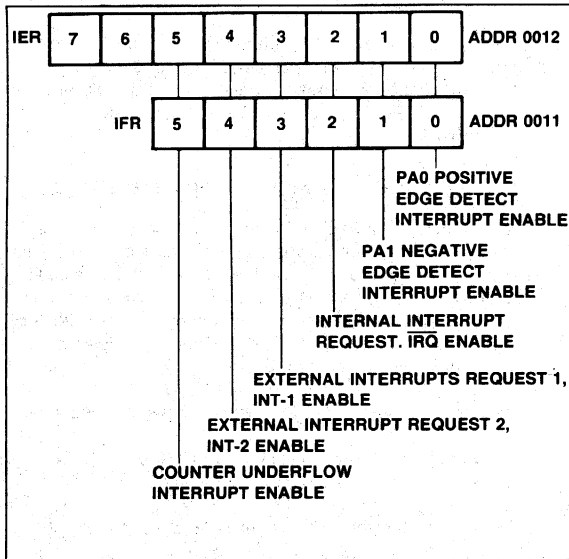 IER 7 6 5 4 3 2 1 0 ADDR 0012
IFR 5 4 3 2 1 0 ADDR 0011
PA0 POSITIVE
EDGE DETECT
INTERRUPT ENABLE
PA1 NEGATIVE
EDGE DETECT
INTERRUPT ENABLE
INTERNAL INTERRUPT
REQUEST. IRQ ENABLE
EXTERNAL INTERRUPTS REQUEST 1,
INT-1 ENABLE
EXTERNAL INTERRUPT REQUEST 2,
INT-2 ENABLE
COUNTER UNDERFLOW
INTERRUPT ENABLE